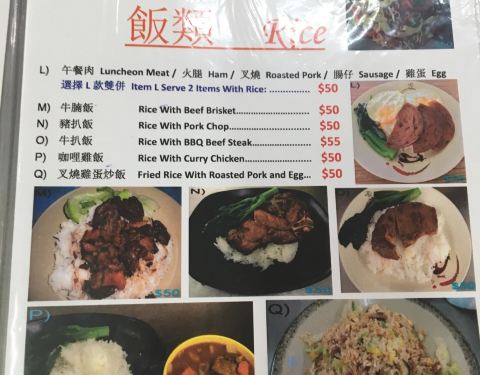 飯類 Rice
L) 午餐肉 Luncheon Meat / 火腿 Ham / 叉燒 Roasted Pork / 腸仔 Sausage / 雞蛋 Egg
選擇 L 款雙併 Item L Serve 2 Items With Rice: .............. $50
M) 牛腩飯 Rice With Beef Brisket..................... $50
N) 豬扒飯 Rice With Pork Chop....................... $50
O) 牛扒飯 Rice With BBQ Beef Steak............... $55
P) 咖哩雞飯 Rice With Curry Chicken................. $50
Q) 叉燒雞蛋炒飯 Fried Rice With Roasted Pork and Egg... $50
L)
$50
M)
$50
N)
$50
O)
P)
Q)